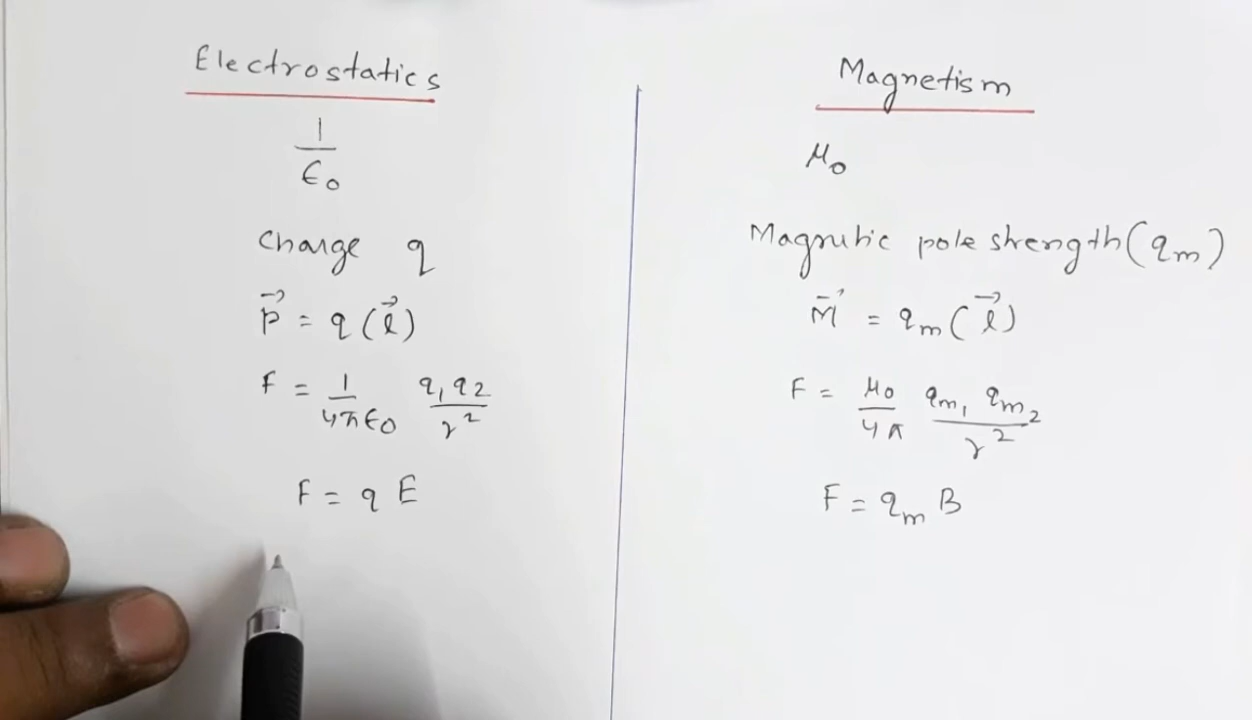 Electrostatics
1/ϵ₀
Charge q
p⃗ = q(l⃗)
F = 1/4πϵ₀ q₁q₂/r²
F = q E
Magnetism
μ₀
Magnetic pole strength (qₘ)
M⃗ = qₘ(l⃗)
F = μ₀/4π qₘ₁ qₘ₂/r²
F = qₘ B